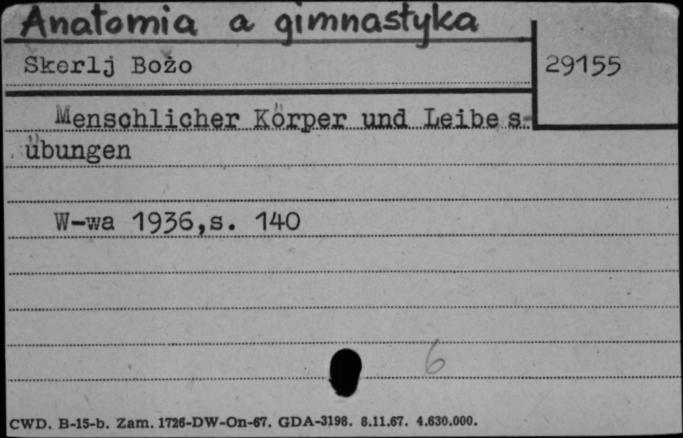 Anatomia a gimnastyka
Skerlj Božo
29155
Menschlicher Körper und Leibes-
übungen
W-wa 1936,s. 140
6
CWD. B-15-b. Zam. 1726-DW-On-67. GDA-3198. 8.11.67. 4.630.000.